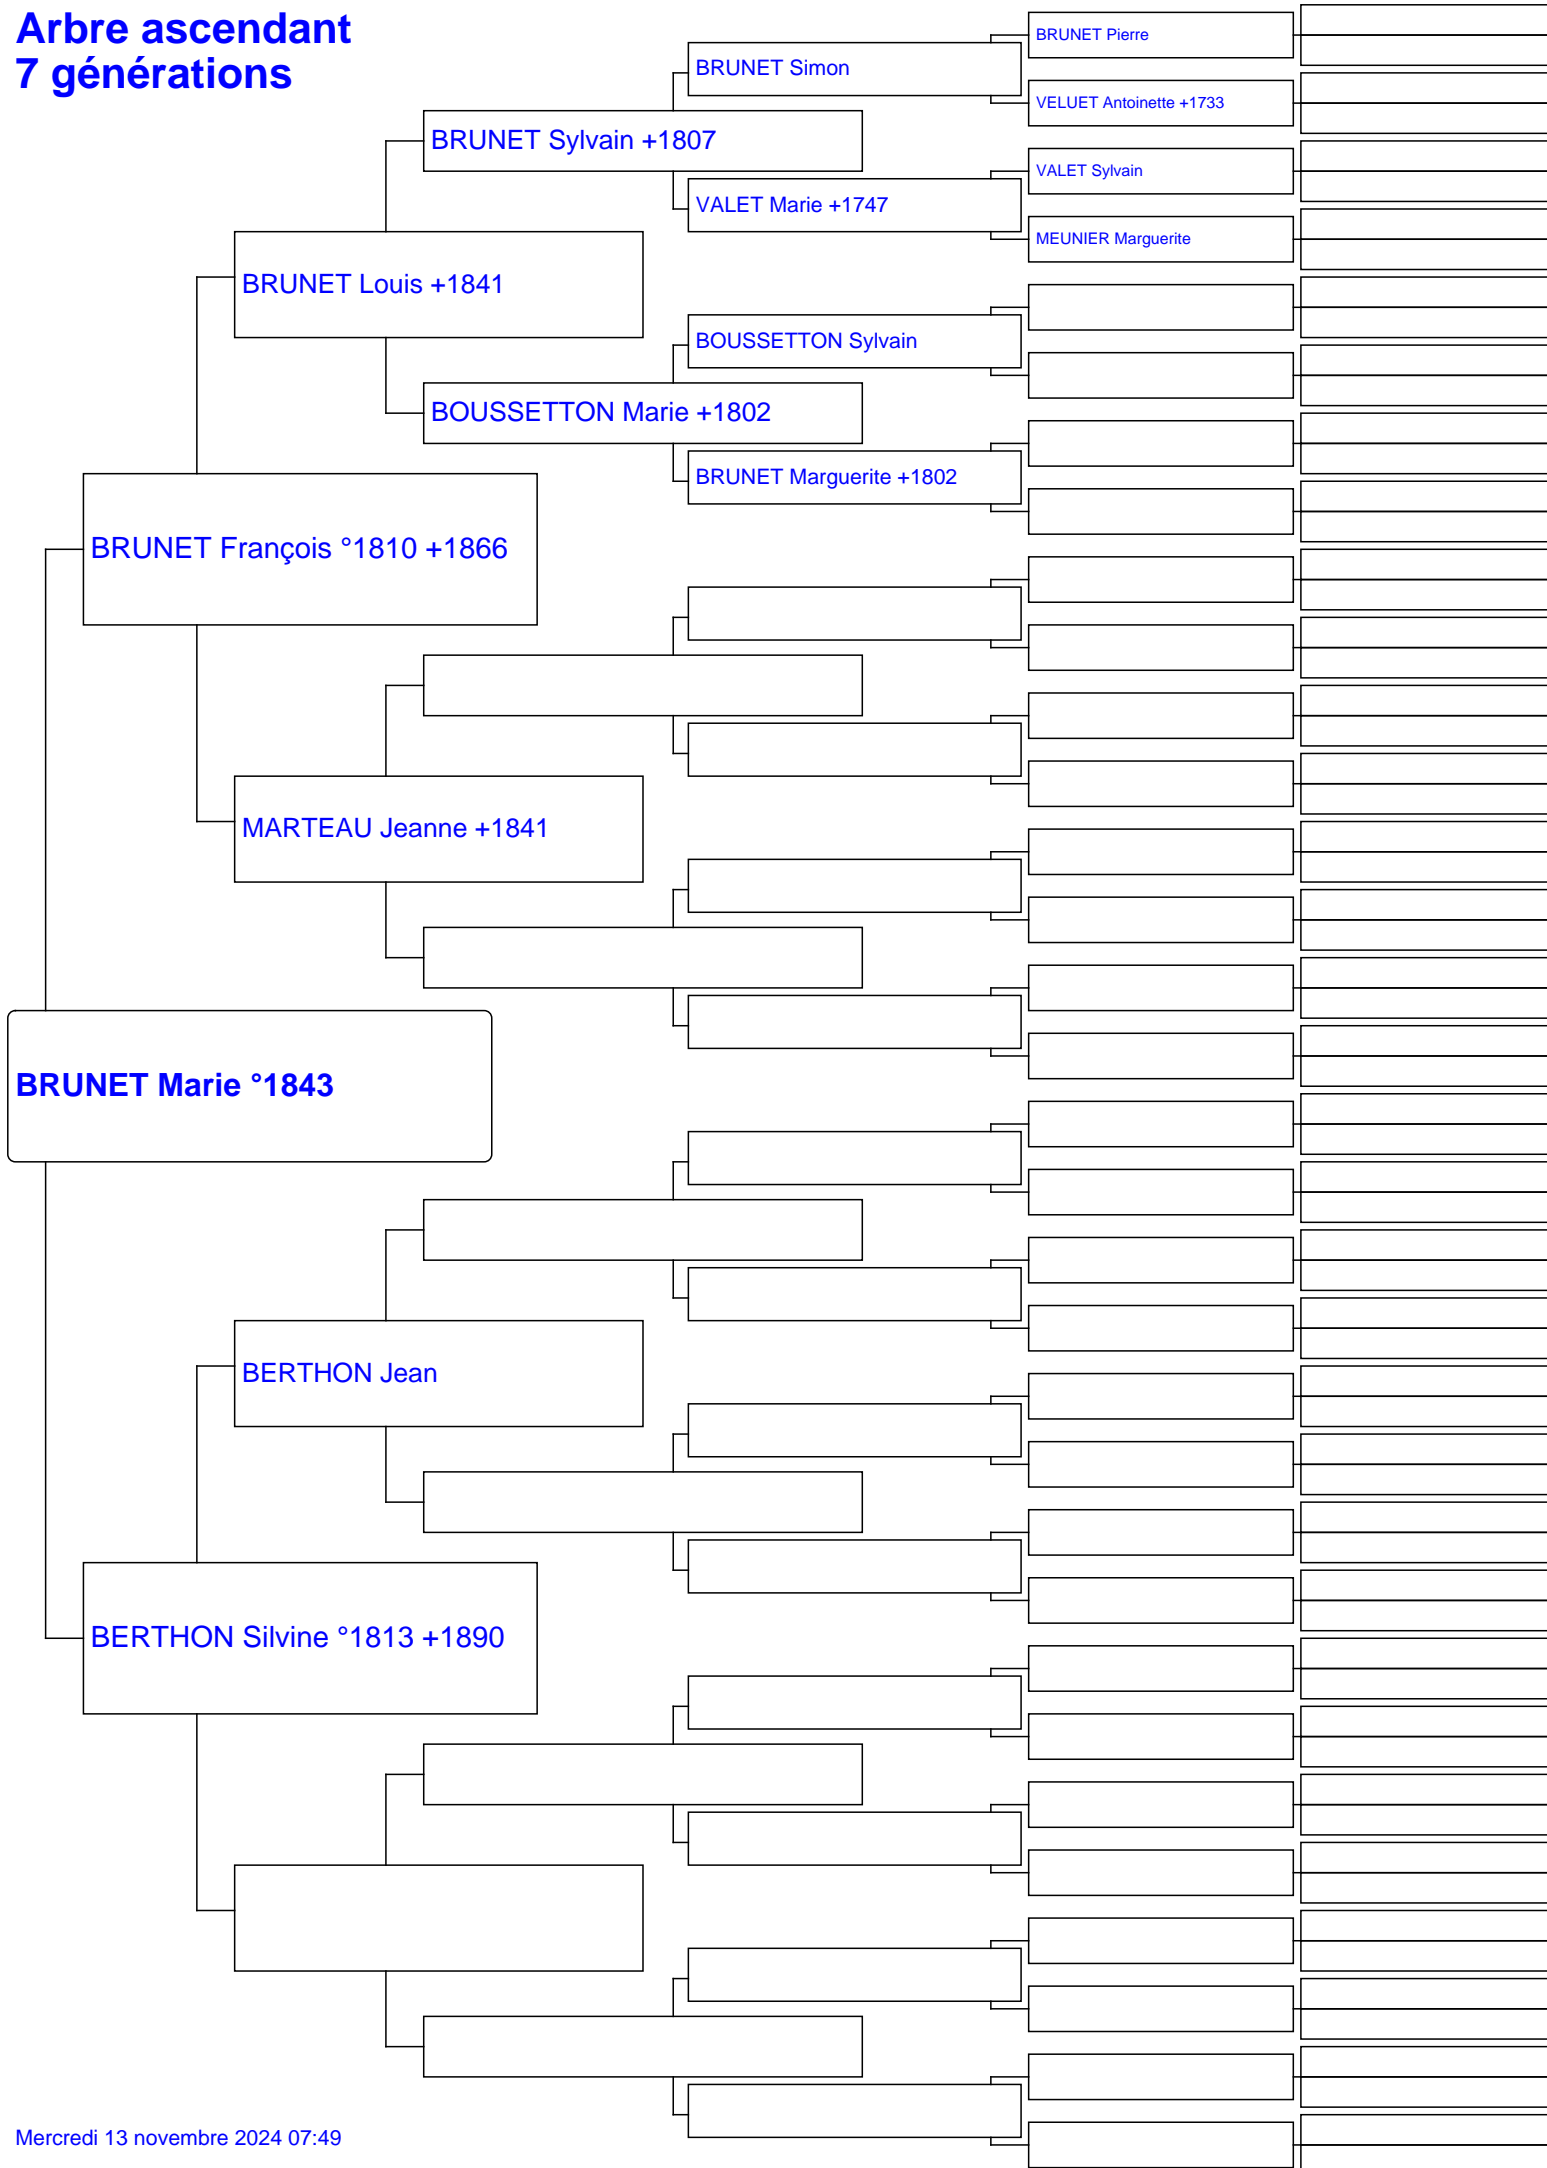 Arbre ascendant
7 générations
BRUNET Pierre
BRUNET Simon
VELUET Antoinette +1733
BRUNET Sylvain +1807
VALET Sylvain
VALET Marie +1747
MEUNIER Marguerite
BRUNET Louis +1841
BOUSSETTON Sylvain
BOUSSETTON Marie +1802
BRUNET Marguerite +1802
BRUNET François °1810 +1866
MARTEAU Jeanne +1841
BRUNET Marie °1843
BERTHON Jean
BERTHON Silvine °1813 +1890
Mercredi 13 novembre 2024 07:49